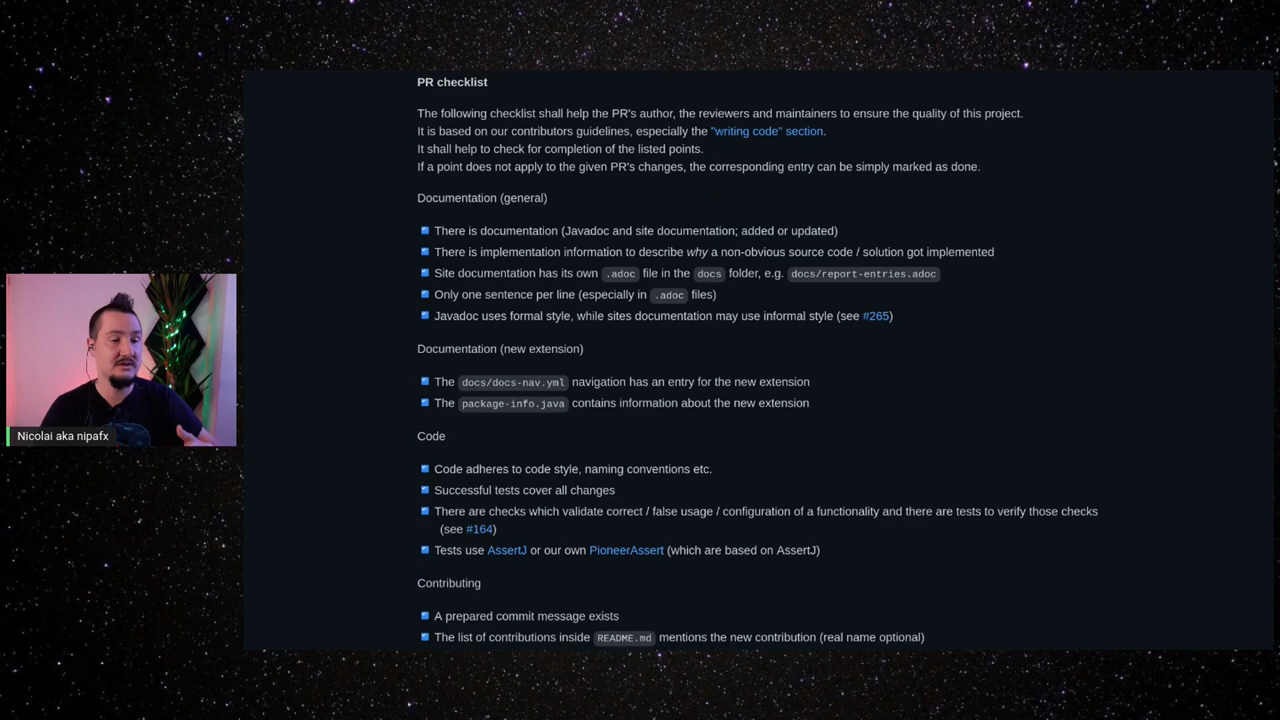 PR checklist
The following checklist shall help the PR's author, the reviewers and maintainers to ensure the quality of this project.
It is based on our contributors guidelines, especially the "writing code" section.
It shall help to check for completion of the listed points.
If a point does not apply to the given PR's changes, the corresponding entry can be simply marked as done.
Documentation (general)
There is documentation (Javadoc and site documentation; added or updated)
There is implementation information to describe why a non-obvious source code / solution got implemented
Site documentation has its own .adoc file in the docs folder, e.g. docs/report-entries.adoc
Only one sentence per line (especially in .adoc files)
Javadoc uses formal style, while sites documentation may use informal style (see #265)
Documentation (new extension)
The docs/docs-nav.yml navigation has an entry for the new extension
The package-info.java contains information about the new extension
Code
Code adheres to code style, naming conventions etc.
Successful tests cover all changes
There are checks which validate correct / false usage / configuration of a functionality and there are tests to verify those checks
(see #164)
Tests use AssertJ or our own PioneerAssert (which are based on AssertJ)
Contributing
A prepared commit message exists
The list of contributions inside README.md mentions the new contribution (real name optional)
Nicolai aka nipafx